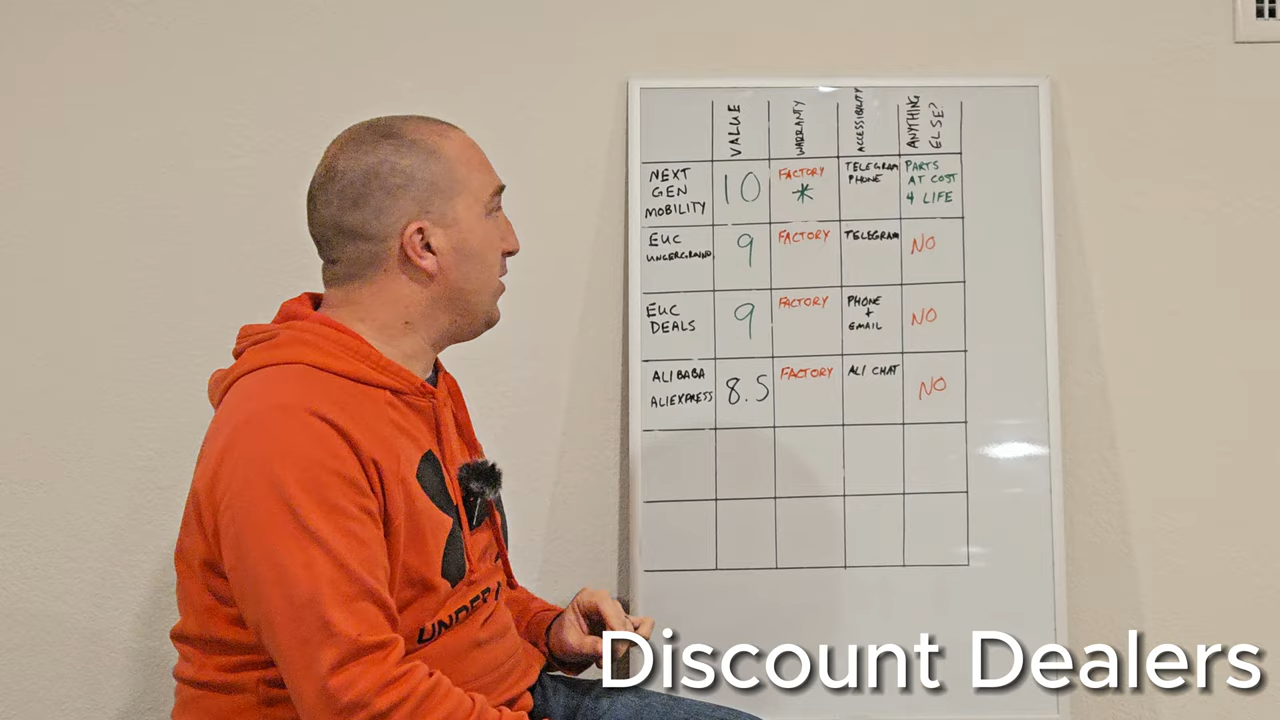 VALUE
WARRANTY
ACCESSIBILITY
ANYTHING
ELSE?
NEXT
GEN
MOBILITY
10
FACTORY
*
TELEGRAM
PHONE
PARTS
AT COST
4 LIFE
EUC
UNDERGROUND
9
FACTORY
TELEGRAM
NO
EUC
DEALS
9
FACTORY
PHONE
+
EMAIL
NO
ALIBABA
ALIEXPRESS
8.5
FACTORY
ALI CHAT
NO
UNDER
Discount Dealers